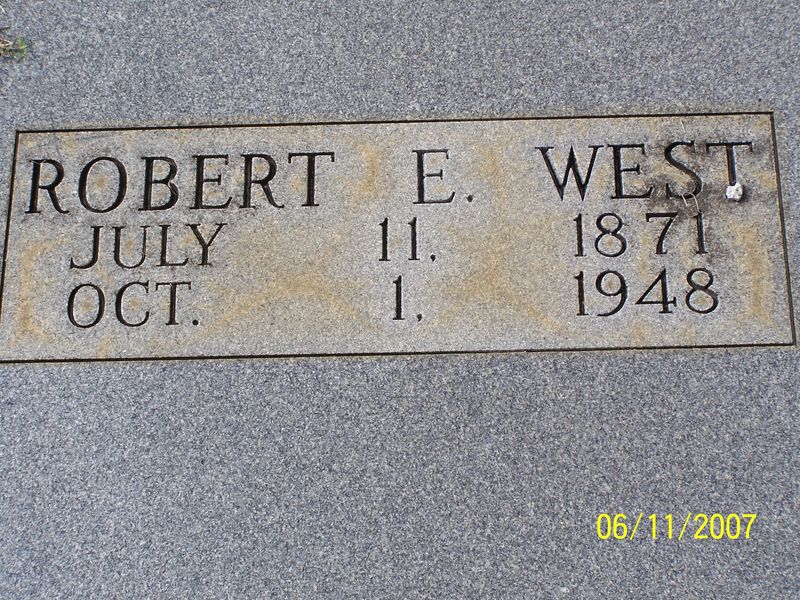 ROBERT E. WEST
JULY 11, 1871
OCT. 1, 1948
06/11/2007